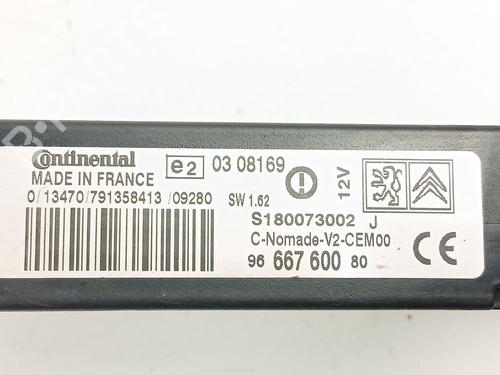 Continental
e2
03 08169
MADE IN FRANCE
12V
0/13470/791358413/09280
SW 1.62
S180073002 J
C-Nomade-V2-CEM00
96 667 600 80
CE